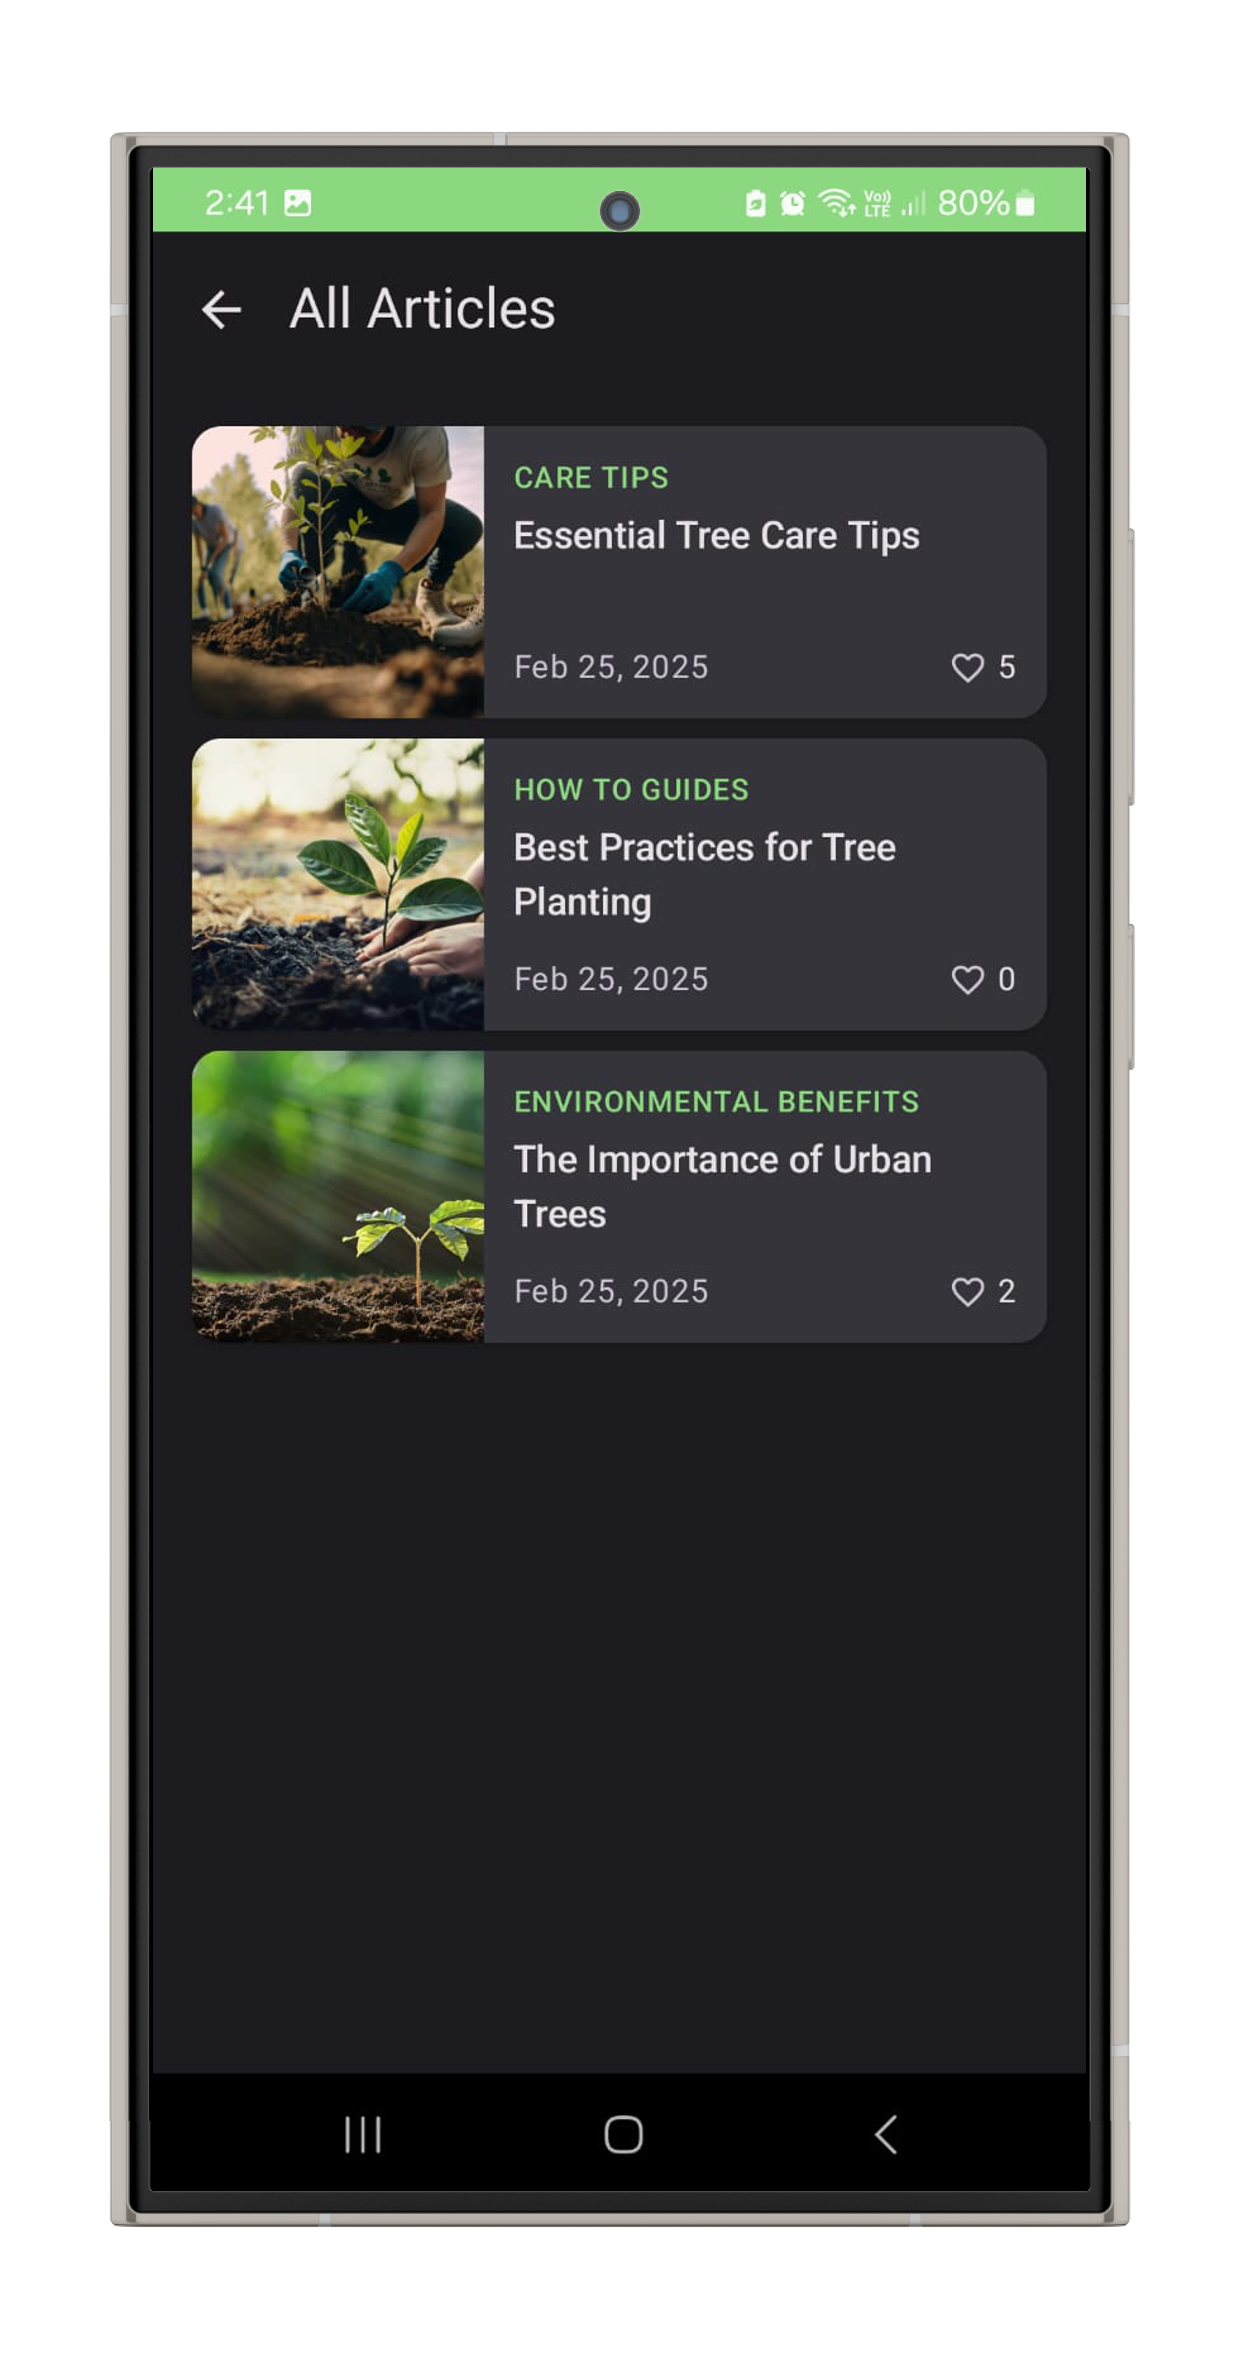 2:41 Vo)) LTE 80%
All Articles
CARE TIPS
Essential Tree Care Tips
Feb 25, 2025 5
HOW TO GUIDES
Best Practices for Tree
Planting
Feb 25, 2025 0
ENVIRONMENTAL BENEFITS
The Importance of Urban
Trees
Feb 25, 2025 2